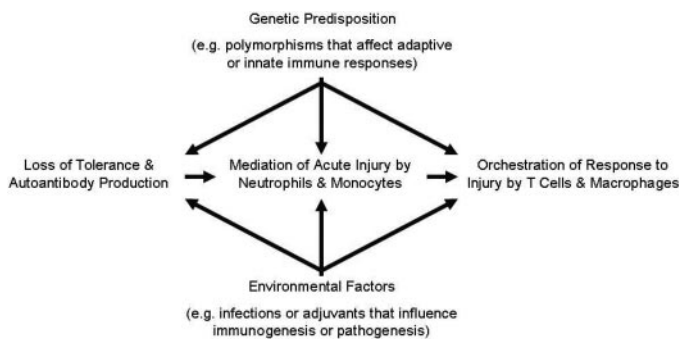 Genetic Predisposition
(e.g. polymorphisms that affect adaptive
or innate immune responses)
Loss of Tolerance &
Autoantibody Production
Mediation of Acute Injury by
Neutrophils & Monocytes
Orchestration of Response to
Injury by T Cells & Macrophages
Environmental Factors
(e.g. infections or adjuvants that influence
immunogenesis or pathogenesis)